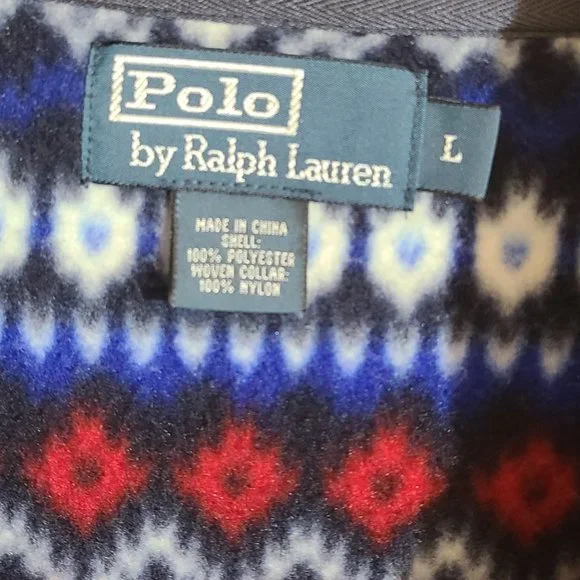 Polo
by Ralph Lauren
L
MADE IN CHINA
SHELL:
100% POLYESTER
WOVEN COLLAR:
100% NYLON